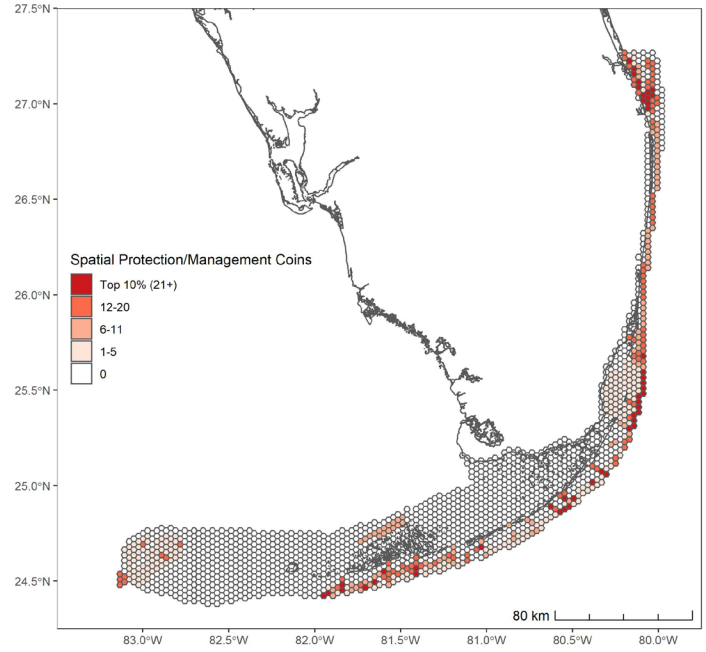 27.5°N
27.0°N
26.5°N
26.0°N
25.5°N
25.0°N
24.5°N
Spatial Protection/Management Coins
Top 10% (21+)
12-20
6-11
1-5
0
80 km
83.0°W 82.5°W 82.0°W 81.5°W 81.0°W 80.5°W 80.0°W